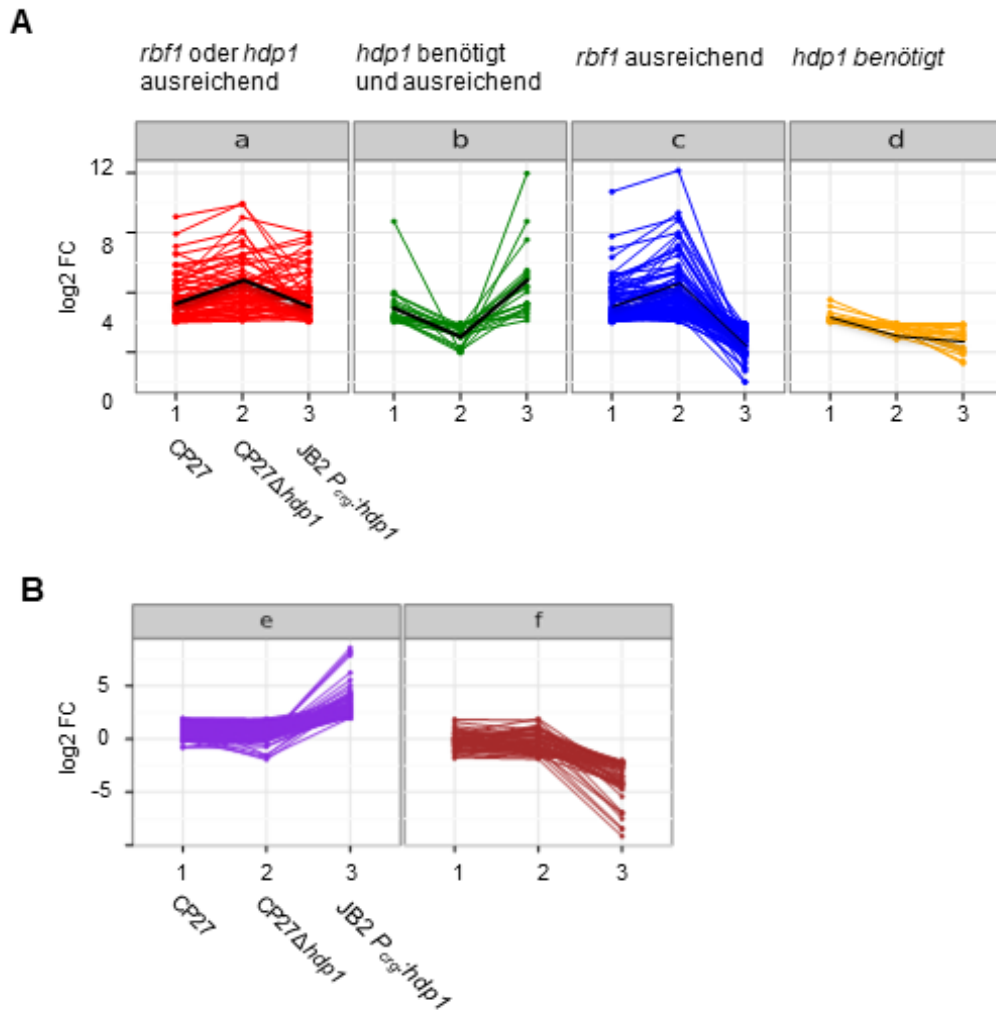 A
rbf1 oder hdp1
ausreichend
hdp1 benötigt
und ausreichend
rbf1 ausreichend
hdp1 benötigt
a b c d
12
8
4
0
log2 FC
1 2 3 1 2 3 1 2 3 1 2 3
CP27
CP27Δhdp1
JB2 Pcrg:hdp1
B
e f
5
0
−5
log2 FC
1 2 3 1 2 3
CP27
CP27Δhdp1
JB2 Pcrg:hdp1